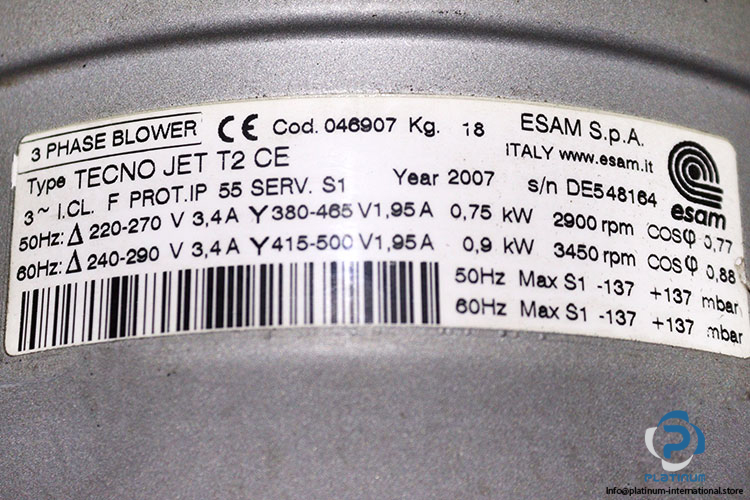 3 PHASE BLOWER CE Cod. 046907 Kg. 18 ESAM S.p.A.
Type TECNO JET T2 CE ITALY www.esam.it
3~ I.CL. F PROT.IP 55 SERV. S1 Year 2007 s/n DE548164
esam
50Hz: Δ 220-270 V 3,4 A Y 380-465 V 1,95 A 0,75 kW 2900 rpm cosφ 0,77
60Hz: Δ 240-290 V 3,4 A Y 415-500 V 1,95 A 0,9 kW 3450 rpm cosφ 0,88
50Hz Max S1 -137 +137 mbar
60Hz Max S1 -137 +137 mbar
PLATINUM
info@platinum-international.store